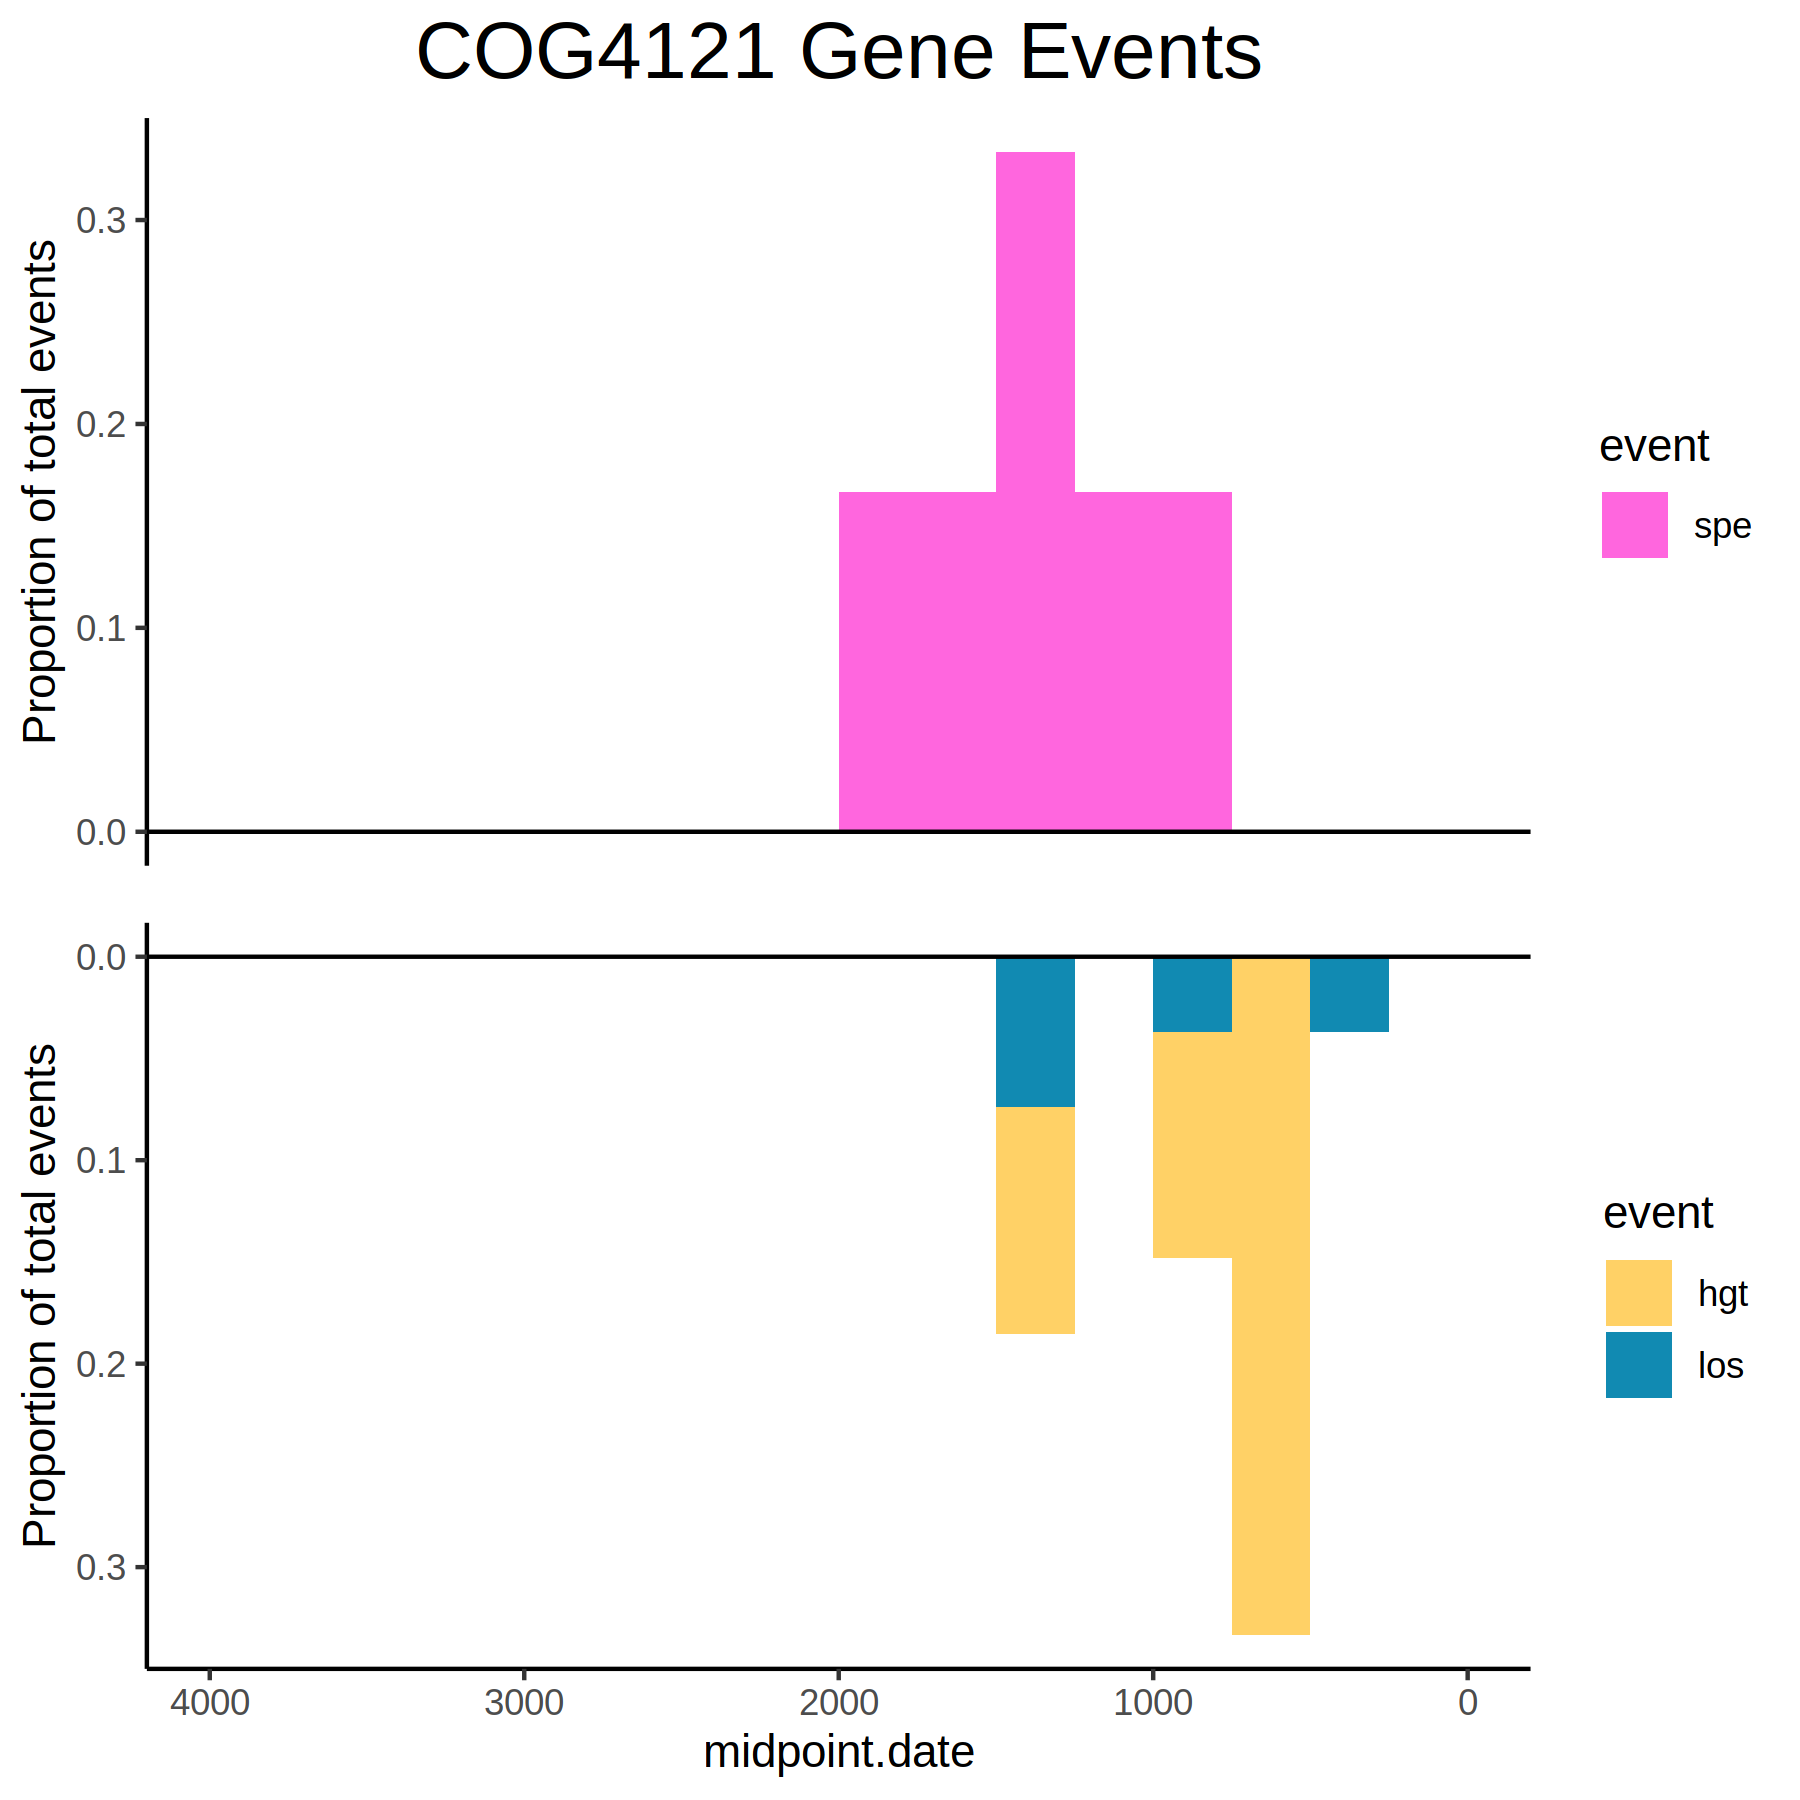 COG4121 Gene Events
Proportion of total events
0.3
0.2
0.1
0.0
event
spe
Proportion of total events
0.0
0.1
0.2
0.3
event
hgt
los
4000 3000 2000 1000 0
midpoint.date